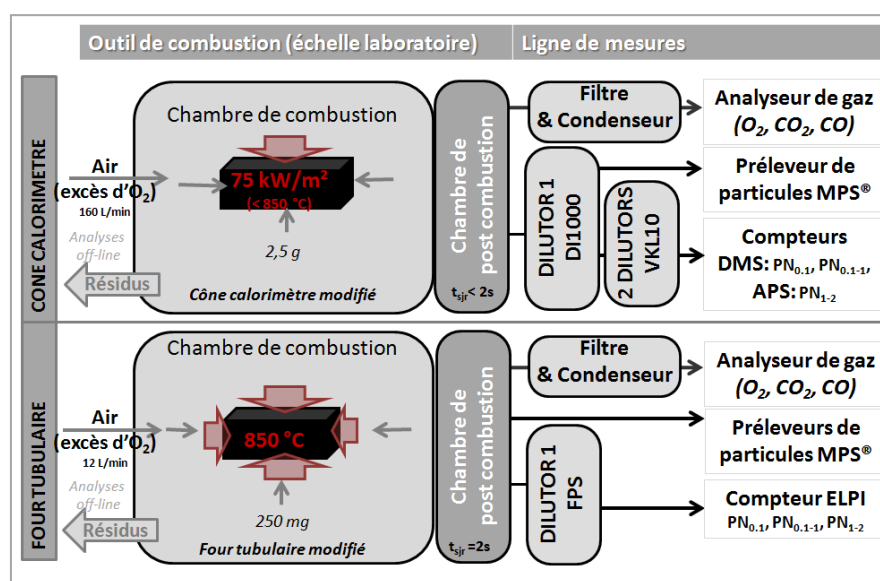 Outil de combustion (échelle laboratoire)
Ligne de mesures
CONE CALORIMETRE
Chambre de combustion
Air
(excès d'O₂)
160 L/min
Analyses
off-line
Résidus
75 kW/m²
(< 850 °C)
2,5 g
Cône calorimètre modifié
Chambre de
post combustion
t_sjr< 2s
Filtre
& Condenseur
DILUTOR 1
DI1000
2 DILUTORS
VKL10
Analyseur de gaz
(O₂, CO₂, CO)
Préleveur de
particules MPS®
Compteurs
DMS: PN₀.₁, PN₀.₁₋₁,
APS: PN₁₋₂
FOUR TUBULAIRE
Chambre de combustion
Air
(excès d'O₂)
12 L/min
Analyses
off-line
Résidus
850 °C
250 mg
Four tubulaire modifié
Chambre de
post combustion
t_sjr =2s
Filtre
& Condenseur
DILUTOR 1
FPS
Analyseur de gaz
(O₂, CO₂, CO)
Préleveurs de
particules MPS®
Compteur ELPI
PN₀.₁, PN₀.₁₋₁, PN₁₋₂